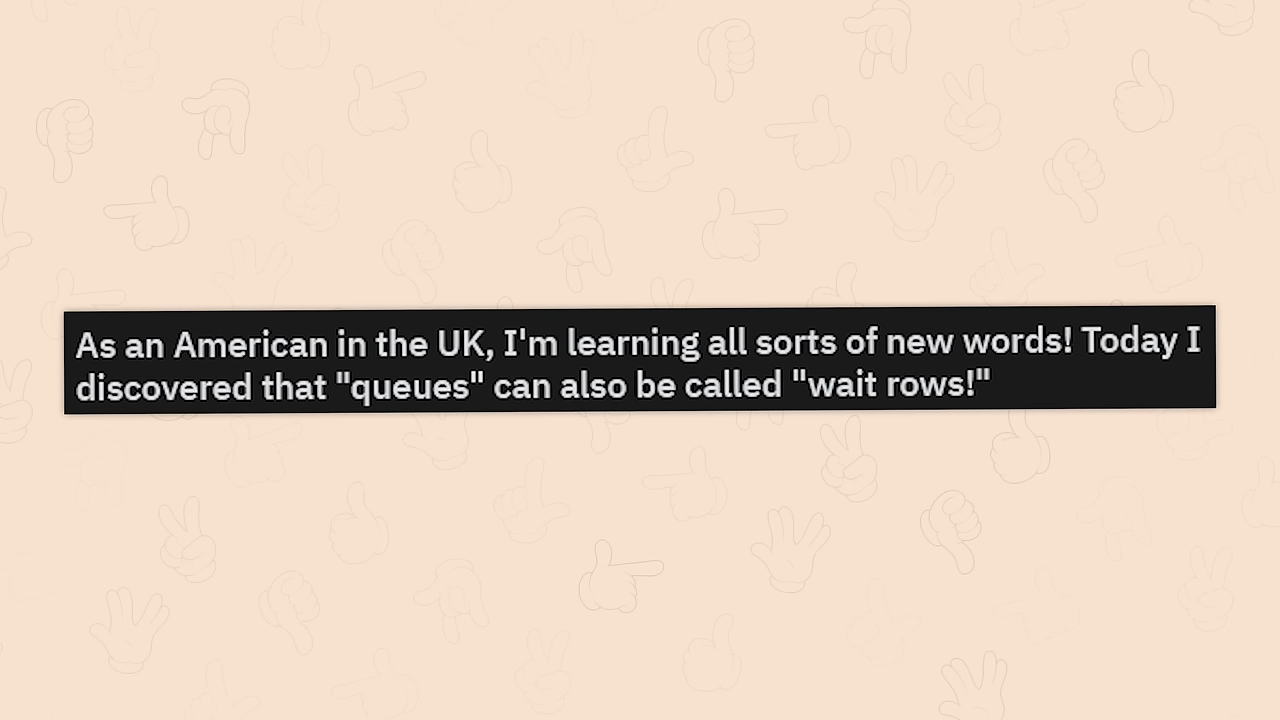 As an American in the UK, I'm learning all sorts of new words! Today I
discovered that "queues" can also be called "wait rows!"